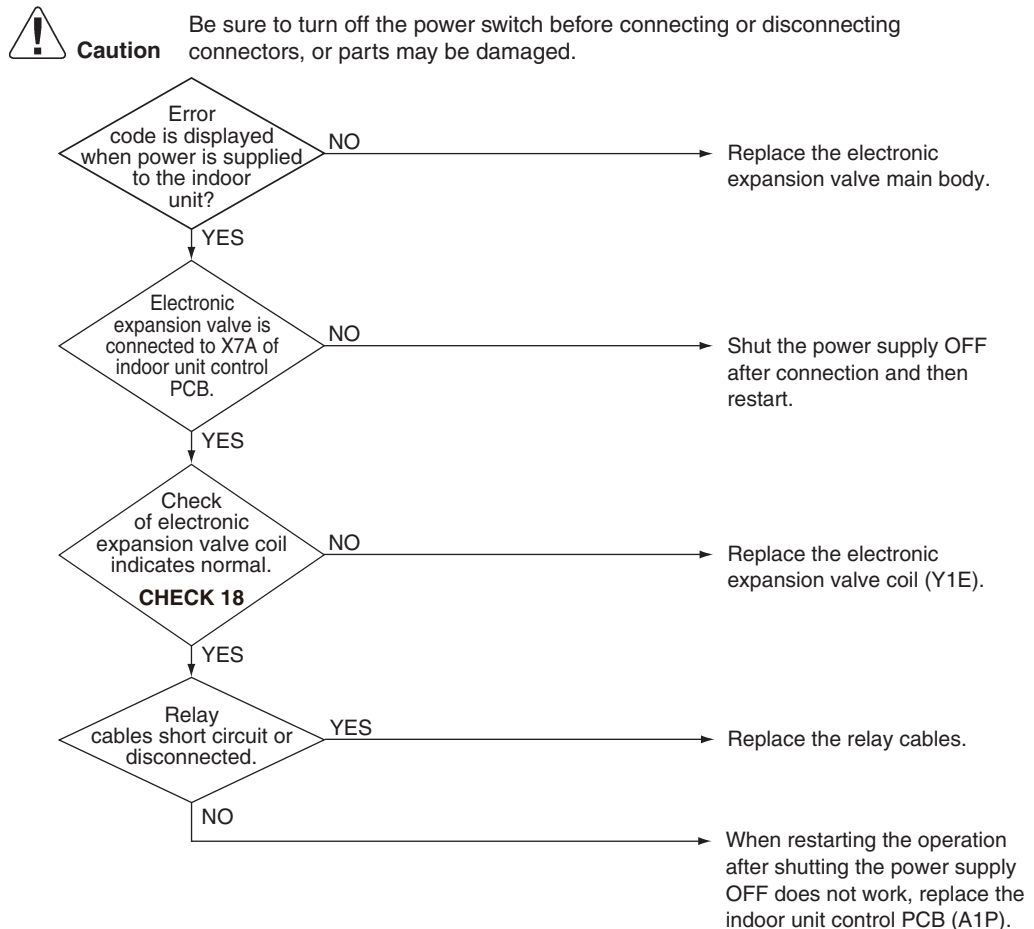 Caution
Be sure to turn off the power switch before connecting or disconnecting
connectors, or parts may be damaged.
Error
code is displayed
when power is supplied
to the indoor
unit?
NO
Replace the electronic
expansion valve main body.
YES
Electronic
expansion valve is
connected to X7A of
indoor unit control
PCB.
NO
Shut the power supply OFF
after connection and then
restart.
YES
Check
of electronic
expansion valve coil
indicates normal.
CHECK 18
NO
Replace the electronic
expansion valve coil (Y1E).
YES
Relay
cables short circuit or
disconnected.
YES
Replace the relay cables.
NO
When restarting the operation
after shutting the power supply
OFF does not work, replace the
indoor unit control PCB (A1P).